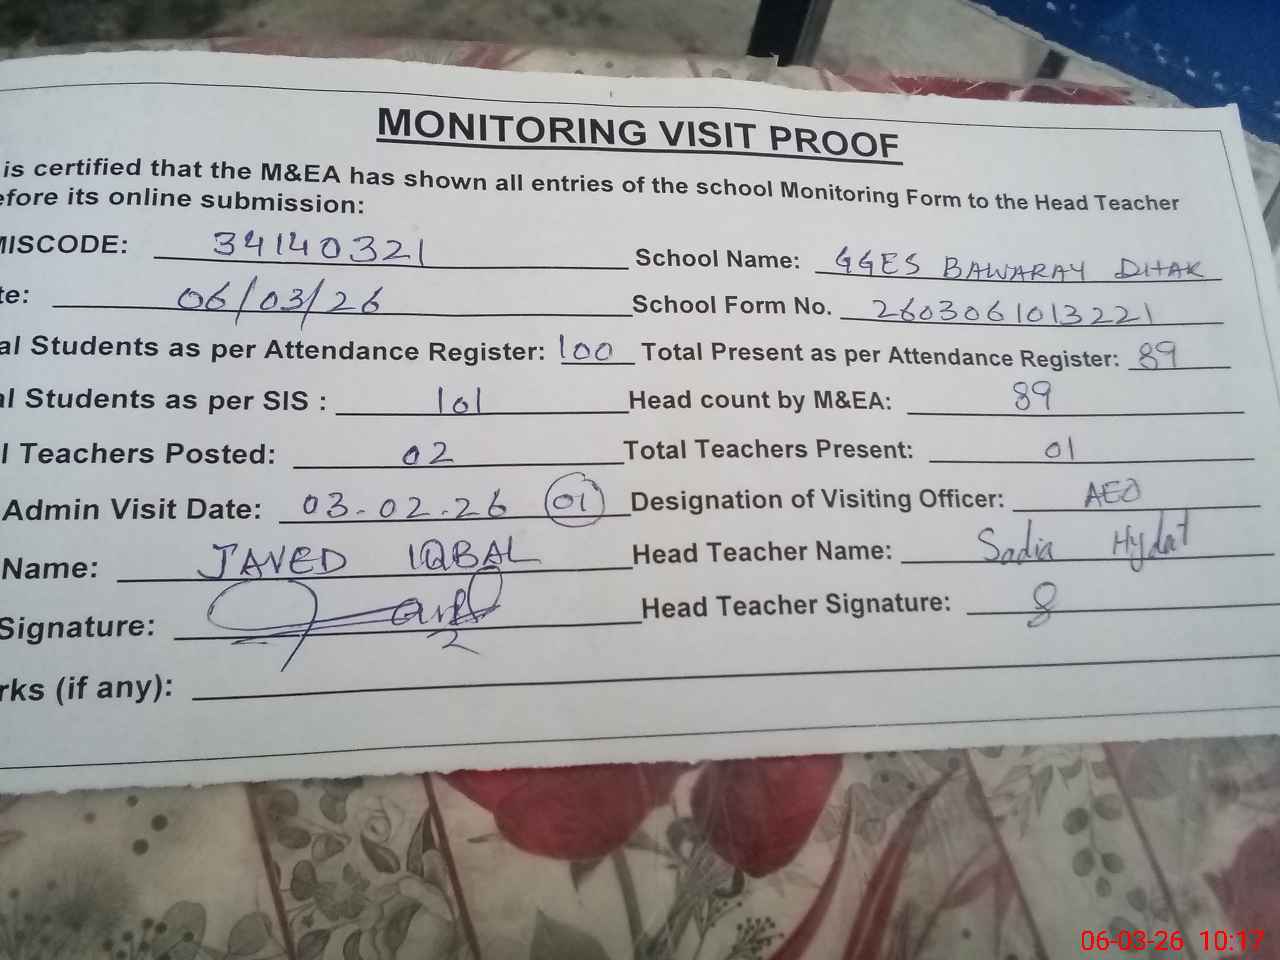 MONITORING VISIT PROOF
is certified that the M&EA has shown all entries of the school Monitoring Form to the Head Teacher
efore its online submission:
MISCODE: 34140321 School Name: GGES BAWARAY DHAK
te: 06/03/26 School Form No. 2603061013221
al Students as per Attendance Register: 100 Total Present as per Attendance Register: 89
al Students as per SIS : 101 Head count by M&EA: 89
l Teachers Posted: 02 Total Teachers Present: 01
Admin Visit Date: 03-02-26 01 Designation of Visiting Officer: AEO
Name: JAVED IQBAL Head Teacher Name: Sadia Hydat
Signature: Head Teacher Signature:
rks (if any):
06-03-26 10:17